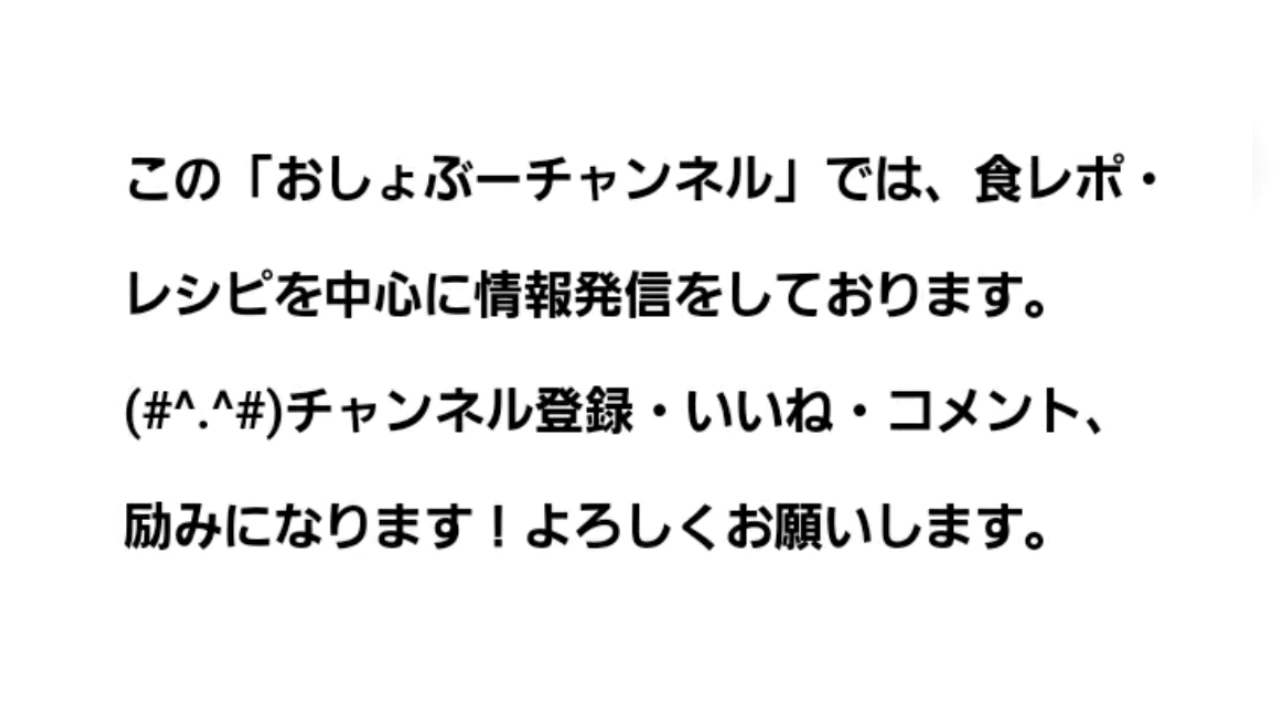 この「おしょぶーチャンネル」では、食レポ・
レシピを中心に情報発信をしております。
(#^.^#)チャンネル登録・いいね・コメント、
励みになります！よろしくお願いします。